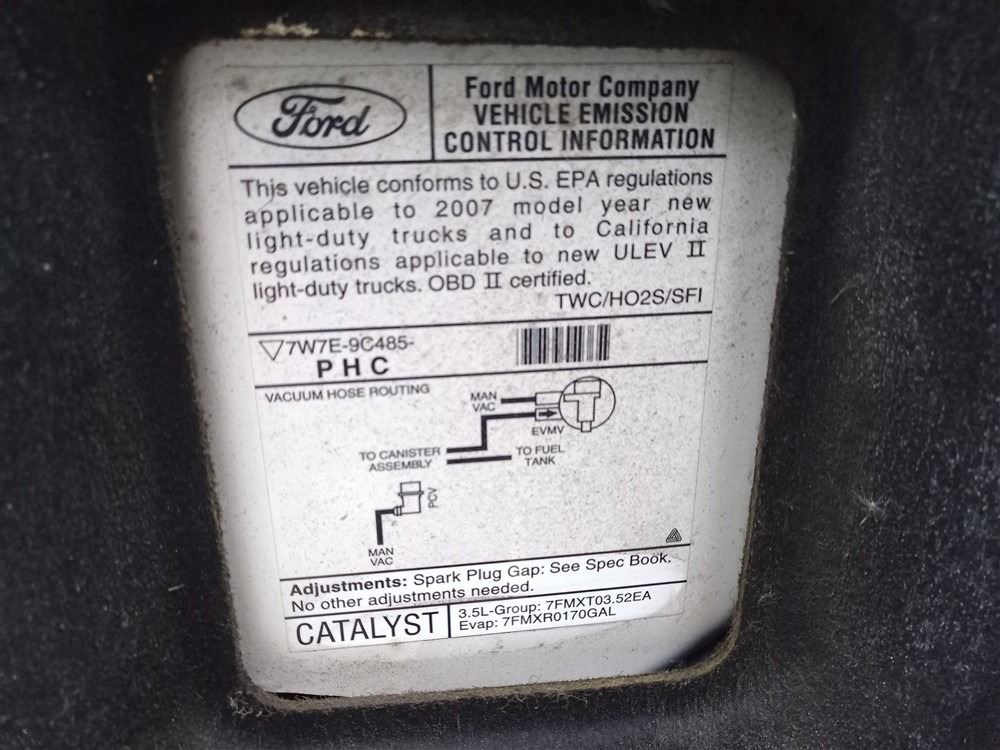 Ford
Ford Motor Company
VEHICLE EMISSION
CONTROL INFORMATION
This vehicle conforms to U.S. EPA regulations
applicable to 2007 model year new
light-duty trucks and to California
regulations applicable to new ULEV II
light-duty trucks. OBD II certified.
TWC/HO2S/SFI
7W7E-9C485-
PHC
VACUUM HOSE ROUTING
MAN
VAC
EVMV
TO CANISTER
ASSEMBLY
TO FUEL
TANK
PCV
MAN
VAC
Adjustments: Spark Plug Gap: See Spec Book.
No other adjustments needed.
CATALYST
3.5L-Group: 7FMXT03.52EA
Evap: 7FMXR0170GAL